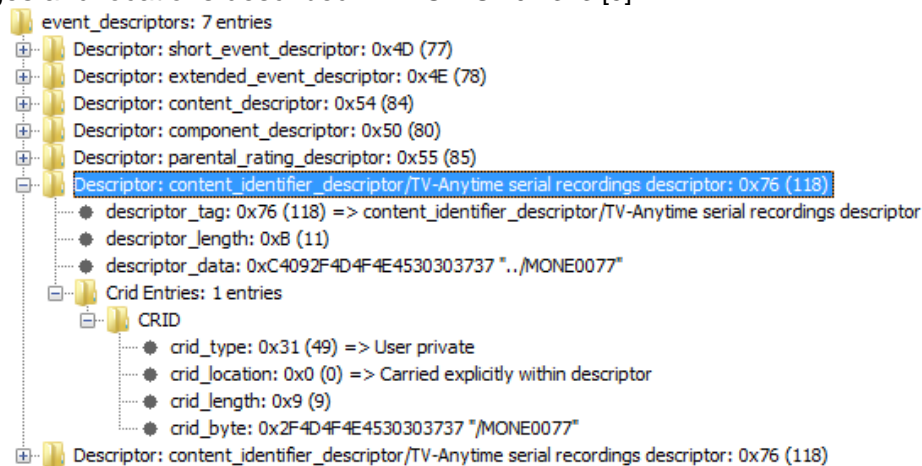 event_descriptors: 7 entries
Descriptor: short_event_descriptor: 0x4D (77)
Descriptor: extended_event_descriptor: 0x4E (78)
Descriptor: content_descriptor: 0x54 (84)
Descriptor: component_descriptor: 0x50 (80)
Descriptor: parental_rating_descriptor: 0x55 (85)
Descriptor: content_identifier_descriptor/TV-Anytime serial recordings descriptor: 0x76 (118)
descriptor_tag: 0x76 (118) => content_identifier_descriptor/TV-Anytime serial recordings descriptor
descriptor_length: 0xB (11)
descriptor_data: 0xC4092F4D4F4E4530303737 "../MONE0077"
Crid Entries: 1 entries
CRID
crid_type: 0x31 (49) => User private
crid_location: 0x0 (0) => Carried explicitly within descriptor
crid_length: 0x9 (9)
crid_byte: 0x2F4D4F4E4530303737 "/MONE0077"
Descriptor: content_identifier_descriptor/TV-Anytime serial recordings descriptor: 0x76 (118)